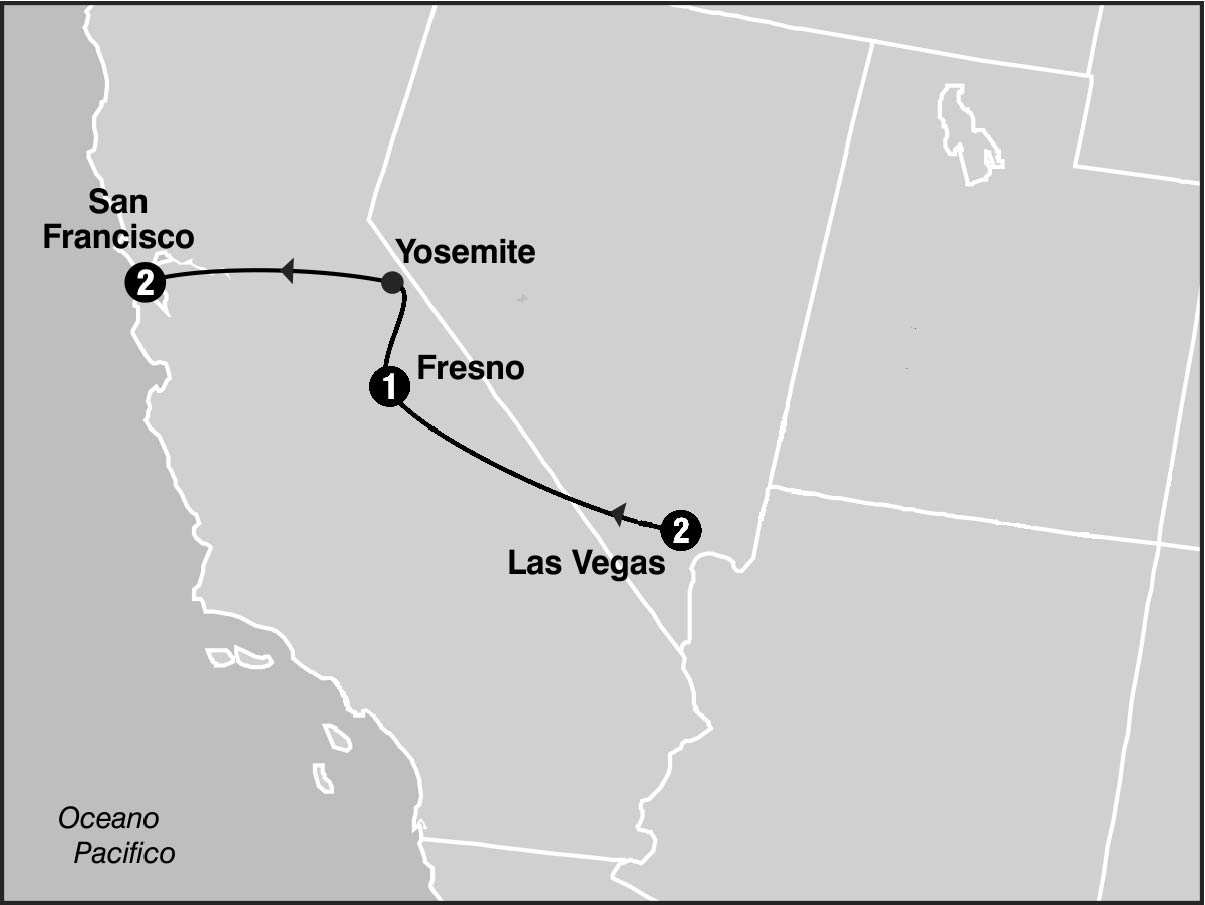 San
Francisco
2
Yosemite
1
Fresno
2
Las Vegas
Oceano
Pacifico